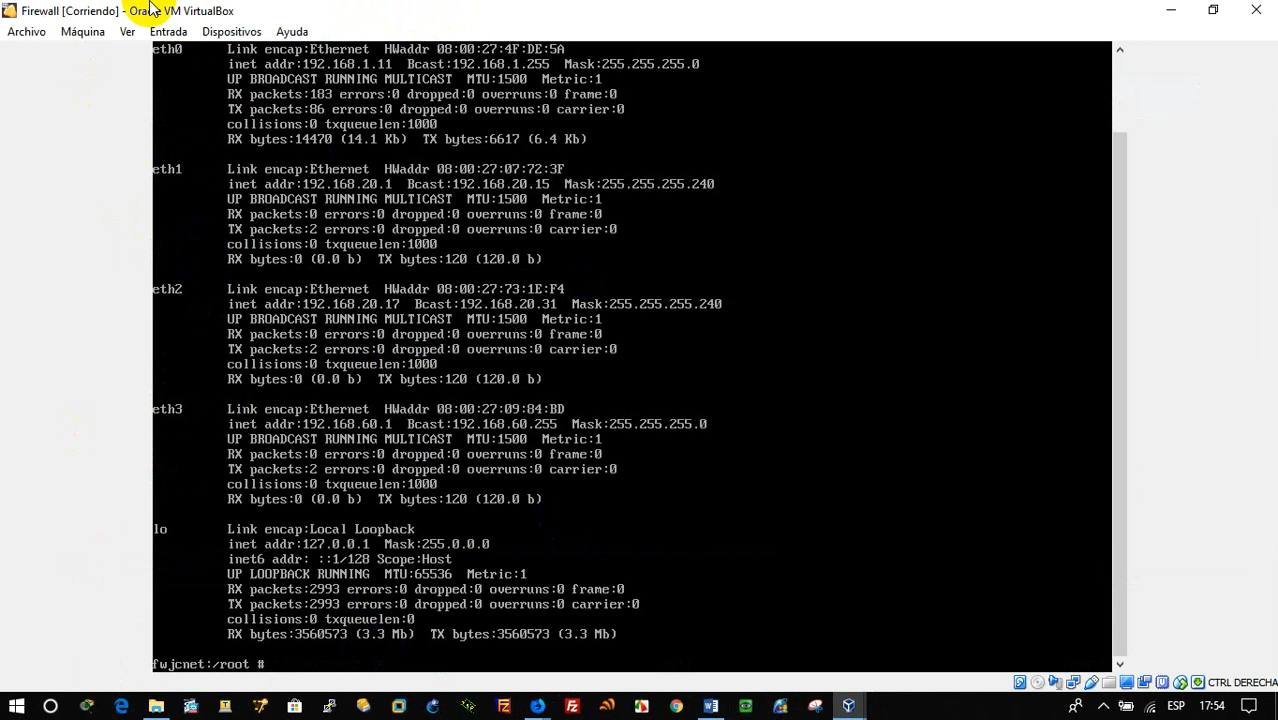 Firewall [Corriendo] - Oracle VM VirtualBox
Archivo Máquina Ver Entrada Dispositivos Ayuda
eth0 Link encap:Ethernet HWaddr 08:00:27:4F:DE:5A
inet addr:192.168.1.11 Bcast:192.168.1.255 Mask:255.255.255.0
UP BROADCAST RUNNING MULTICAST MTU:1500 Metric:1
RX packets:183 errors:0 dropped:0 overruns:0 frame:0
TX packets:86 errors:0 dropped:0 overruns:0 carrier:0
collisions:0 txqueuelen:1000
RX bytes:14470 (14.1 Kb) TX bytes:6617 (6.4 Kb)
eth1 Link encap:Ethernet HWaddr 08:00:27:07:72:3F
inet addr:192.168.20.1 Bcast:192.168.20.15 Mask:255.255.255.240
UP BROADCAST RUNNING MULTICAST MTU:1500 Metric:1
RX packets:0 errors:0 dropped:0 overruns:0 frame:0
TX packets:2 errors:0 dropped:0 overruns:0 carrier:0
collisions:0 txqueuelen:1000
RX bytes:0 (0.0 b) TX bytes:120 (120.0 b)
eth2 Link encap:Ethernet HWaddr 08:00:27:73:1E:F4
inet addr:192.168.20.17 Bcast:192.168.20.31 Mask:255.255.255.240
UP BROADCAST RUNNING MULTICAST MTU:1500 Metric:1
RX packets:0 errors:0 dropped:0 overruns:0 frame:0
TX packets:2 errors:0 dropped:0 overruns:0 carrier:0
collisions:0 txqueuelen:1000
RX bytes:0 (0.0 b) TX bytes:120 (120.0 b)
eth3 Link encap:Ethernet HWaddr 08:00:27:09:84:BD
inet addr:192.168.60.1 Bcast:192.168.60.255 Mask:255.255.255.0
UP BROADCAST RUNNING MULTICAST MTU:1500 Metric:1
RX packets:0 errors:0 dropped:0 overruns:0 frame:0
TX packets:2 errors:0 dropped:0 overruns:0 carrier:0
collisions:0 txqueuelen:1000
RX bytes:0 (0.0 b) TX bytes:120 (120.0 b)
lo Link encap:Local Loopback
inet addr:127.0.0.1 Mask:255.0.0.0
inet6 addr: ::1/128 Scope:Host
UP LOOPBACK RUNNING MTU:65536 Metric:1
RX packets:2993 errors:0 dropped:0 overruns:0 frame:0
TX packets:2993 errors:0 dropped:0 overruns:0 carrier:0
collisions:0 txqueuelen:0
RX bytes:3560573 (3.3 Mb) TX bytes:3560573 (3.3 Mb)
fwjcnet:/root #
CTRL DERECHA
ESP 17:54